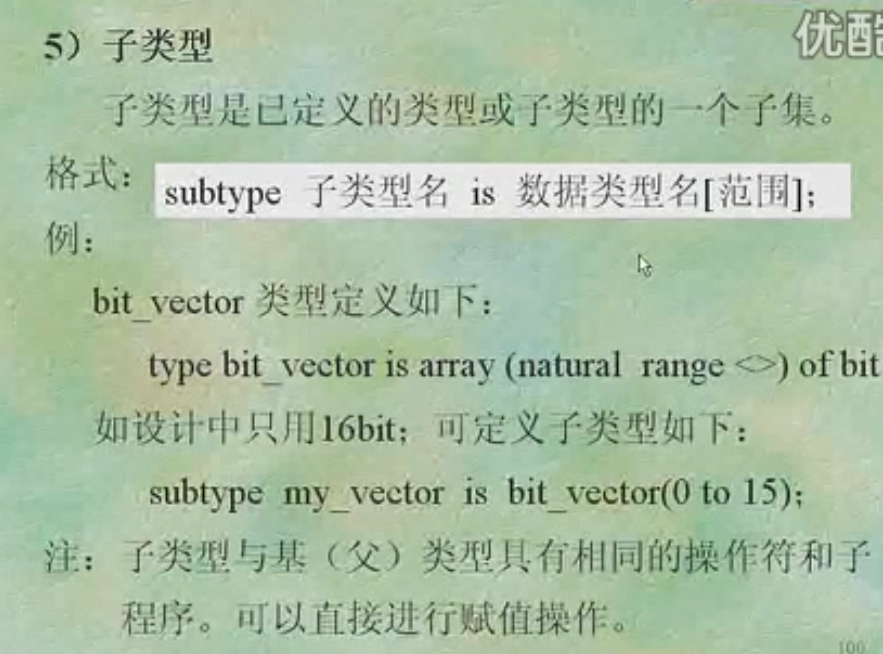 优酷
5）子类型
子类型是已定义的类型或子类型的一个子集。
格式：subtype 子类型名 is 数据类型名[范围];
例：
bit_vector 类型定义如下：
type bit_vector is array (natural range <>) of bit
如设计中只用16bit；可定义子类型如下：
subtype my_vector is bit_vector(0 to 15);
注：子类型与基（父）类型具有相同的操作符和子
程序。可以直接进行赋值操作。
100